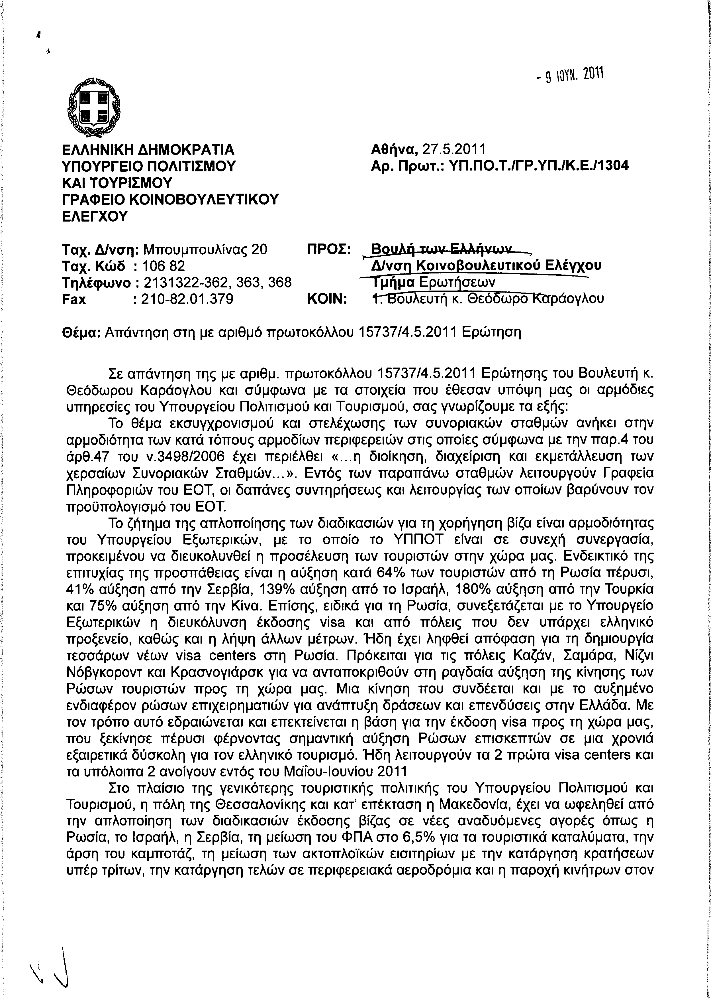 - 9 ΙΟΥΝ. 2011
ΕΛΛΗΝΙΚΗ ΔΗΜΟΚΡΑΤΙΑ
ΥΠΟΥΡΓΕΙΟ ΠΟΛΙΤΙΣΜΟΥ
ΚΑΙ ΤΟΥΡΙΣΜΟΥ
ΓΡΑΦΕΙΟ ΚΟΙΝΟΒΟΥΛΕΥΤΙΚΟΥ
ΕΛΕΓΧΟΥ
Αθήνα, 27.5.2011
Αρ. Πρωτ.: ΥΠ.ΠΟ.Τ./ΓΡ.ΥΠ./Κ.Ε./1304
Ταχ. Δ/νση: Μπουμπουλίνας 20
Ταχ. Κώδ : 106 82
Τηλέφωνο : 2131322-362, 363, 368
Fax : 210-82.01.379
ΠΡΟΣ: Βουλή των Ελλήνων
Δ/νση Κοινοβουλευτικού Ελέγχου
Τμήμα Ερωτήσεων
ΚΟΙΝ: 1. Βουλευτή κ. Θεόδωρο Καράογλου
Θέμα: Απάντηση στη με αριθμό πρωτοκόλλου 15737/4.5.2011 Ερώτηση
Σε απάντηση της με αριθμ. πρωτοκόλλου 15737/4.5.2011 Ερώτησης του Βουλευτή κ.
Θεόδωρου Καράογλου και σύμφωνα με τα στοιχεία που έθεσαν υπόψη μας οι αρμόδιες
υπηρεσίες του Υπουργείου Πολιτισμού και Τουρισμού, σας γνωρίζουμε τα εξής:
Το θέμα εκσυγχρονισμού και στελέχωσης των συνοριακών σταθμών ανήκει στην
αρμοδιότητα των κατά τόπους αρμοδίων περιφερειών στις οποίες σύμφωνα με την παρ.4 του
άρθ.47 του ν.3498/2006 έχει περιέλθει «...η διοίκηση, διαχείριση και εκμετάλλευση των
χερσαίων Συνοριακών Σταθμών...». Εντός των παραπάνω σταθμών λειτουργούν Γραφεία
Πληροφοριών του ΕΟΤ, οι δαπάνες συντηρήσεως και λειτουργίας των οποίων βαρύνουν τον
προϋπολογισμό του ΕΟΤ.
Το ζήτημα της απλοποίησης των διαδικασιών για τη χορήγηση βίζα είναι αρμοδιότητας
του Υπουργείου Εξωτερικών, με το οποίο το ΥΠΠΟΤ είναι σε συνεχή συνεργασία,
προκειμένου να διευκολυνθεί η προσέλευση των τουριστών στην χώρα μας. Ενδεικτικό της
επιτυχίας της προσπάθειας είναι η αύξηση κατά 64% των τουριστών από τη Ρωσία πέρυσι,
41% αύξηση από την Σερβία, 139% αύξηση από το Ισραήλ, 180% αύξηση από την Τουρκία
και 75% αύξηση από την Κίνα. Επίσης, ειδικά για τη Ρωσία, συνεξετάζεται με το Υπουργείο
Εξωτερικών η διευκόλυνση έκδοσης visa και από πόλεις που δεν υπάρχει ελληνικό
προξενείο, καθώς και η λήψη άλλων μέτρων. Ήδη έχει ληφθεί απόφαση για τη δημιουργία
τεσσάρων νέων visa centers στη Ρωσία. Πρόκειται για τις πόλεις Καζάν, Σαμάρα, Νίζνι
Νόβγκοροντ και Κρασνογιάρσκ για να ανταποκριθούν στη ραγδαία αύξηση της κίνησης των
Ρώσων τουριστών προς τη χώρα μας. Μια κίνηση που συνδέεται και με το αυξημένο
ενδιαφέρον ρώσων επιχειρηματιών για ανάπτυξη δράσεων και επενδύσεις στην Ελλάδα. Με
τον τρόπο αυτό εδραιώνεται και επεκτείνεται η βάση για την έκδοση visa προς τη χώρα μας,
που ξεκίνησε πέρυσι φέρνοντας σημαντική αύξηση Ρώσων επισκεπτών σε μια χρονιά
εξαιρετικά δύσκολη για τον ελληνικό τουρισμό. Ήδη λειτουργούν τα 2 πρώτα visa centers και
τα υπόλοιπα 2 ανοίγουν εντός του Μαΐου-Ιουνίου 2011
Στο πλαίσιο της γενικότερης τουριστικής πολιτικής του Υπουργείου Πολιτισμού και
Τουρισμού, η πόλη της Θεσσαλονίκης και κατ' επέκταση η Μακεδονία, έχει να ωφεληθεί από
την απλοποίηση των διαδικασιών έκδοσης βίζας σε νέες αναδυόμενες αγορές όπως η
Ρωσία, το Ισραήλ, η Σερβία, τη μείωση του ΦΠΑ στο 6,5% για τα τουριστικά καταλύματα, την
άρση του καμποτάζ, τη μείωση των ακτοπλοϊκών εισιτηρίων με την κατάργηση κρατήσεων
υπέρ τρίτων, την κατάργηση τελών σε περιφερειακά αεροδρόμια και η παροχή κινήτρων στον